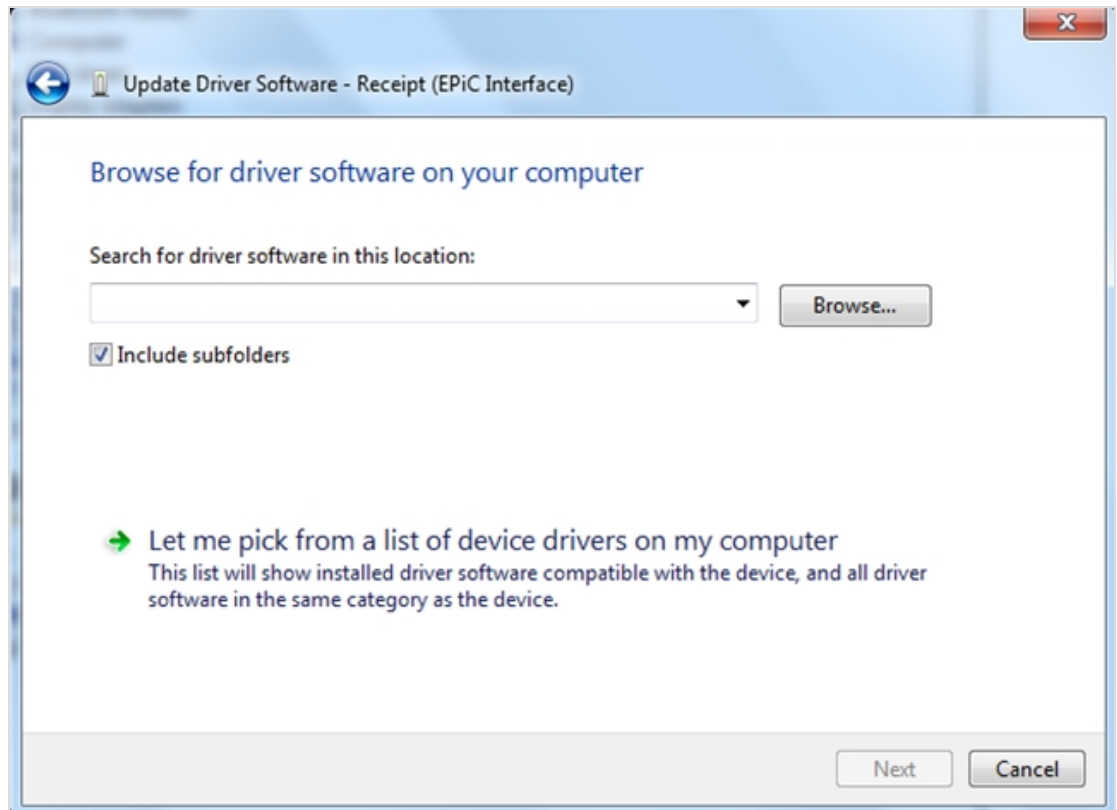 Computer
Update Driver Software - Receipt (EPiC Interface)
Browse for driver software on your computer
Search for driver software in this location:
Browse...
Include subfolders
Let me pick from a list of device drivers on my computer
This list will show installed driver software compatible with the device, and all driver
software in the same category as the device.
Next
Cancel